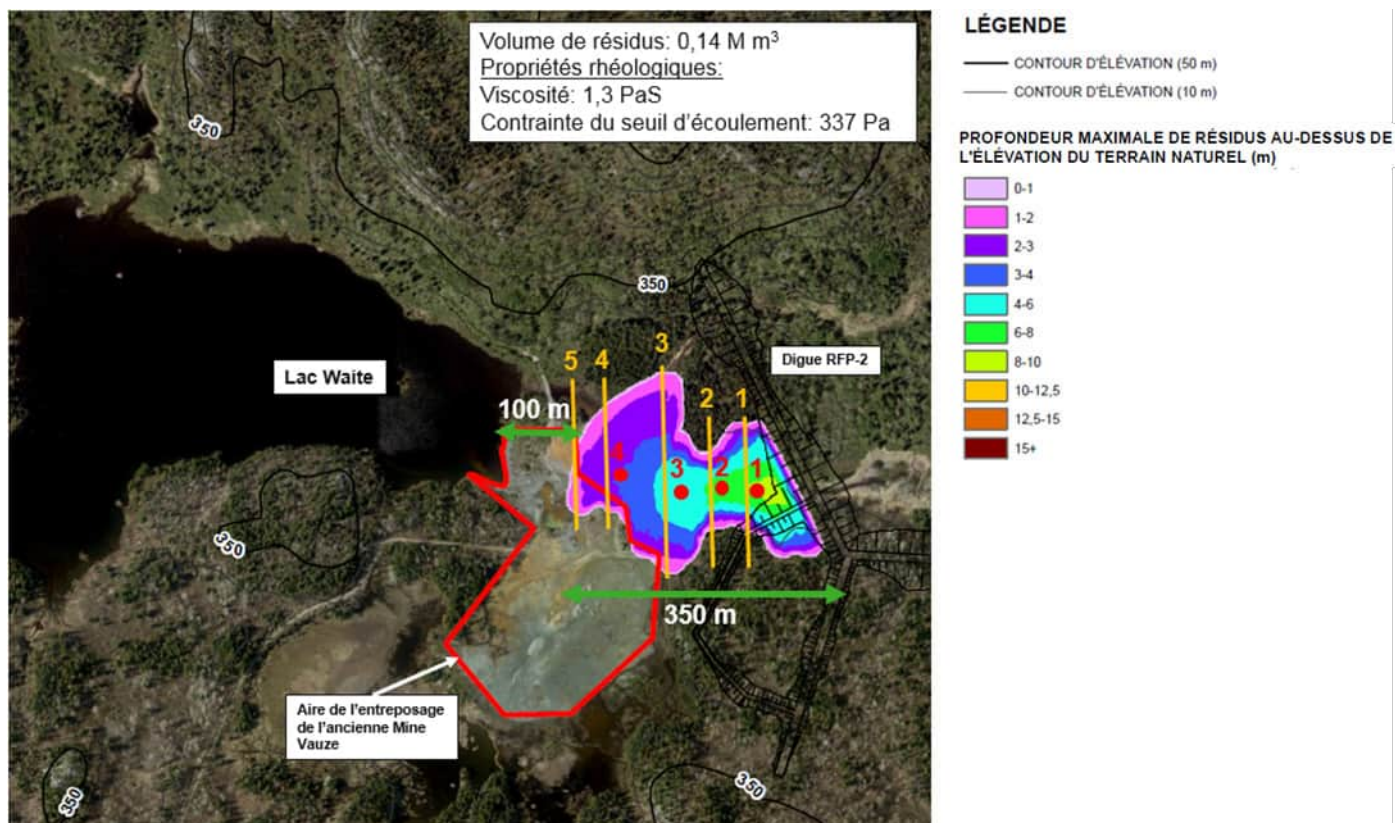 Volume de résidus: 0,14 M m³
Propriétés rhéologiques:
Viscosité: 1,3 PaS
Contrainte du seuil d'écoulement: 337 Pa
350
350
Lac Waite
Digue RFP-2
5
4
3
2
1
100 m
4
3
2
1
350
350 m
Aire de l'entreposage
de l'ancienne Mine
Vauze
350
350
LÉGENDE
CONTOUR D'ÉLÉVATION (50 m)
CONTOUR D'ÉLÉVATION (10 m)
PROFONDEUR MAXIMALE DE RÉSIDUS AU-DESSUS DE
L'ÉLÉVATION DU TERRAIN NATUREL (m)
0-1
1-2
2-3
3-4
4-6
6-8
8-10
10-12,5
12,5-15
15+